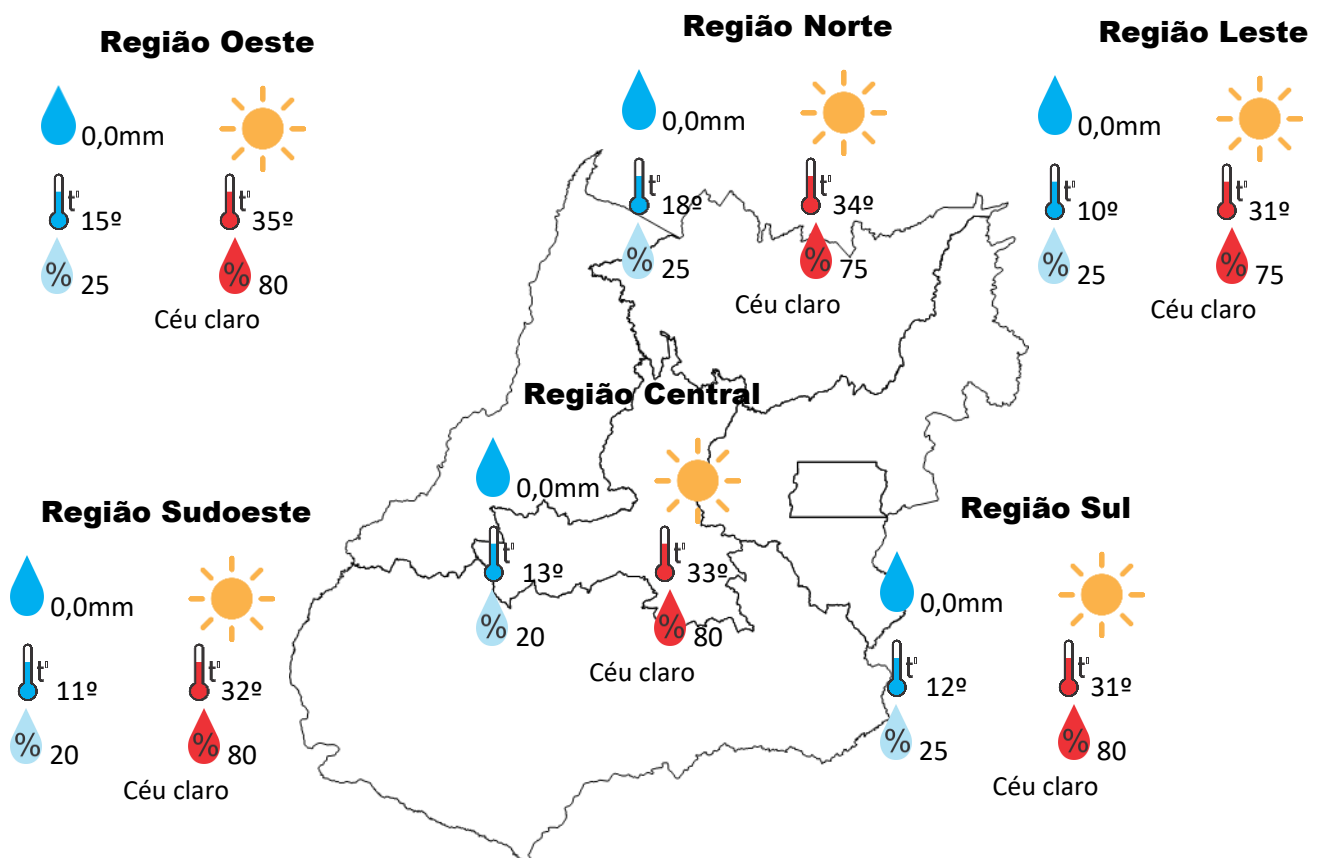 Região Oeste
0,0mm
t°
15º
t°
35º
% 25
% 80
Céu claro
Região Norte
0,0mm
t°
18º
t°
34º
% 25
% 75
Céu claro
Região Leste
0,0mm
t°
10º
t°
31º
% 25
% 75
Céu claro
Região Central
0,0mm
t°
13º
t°
33º
% 20
% 80
Céu claro
Região Sudoeste
0,0mm
t°
11º
t°
32º
% 20
% 80
Céu claro
Região Sul
0,0mm
t°
12º
t°
31º
% 25
% 80
Céu claro